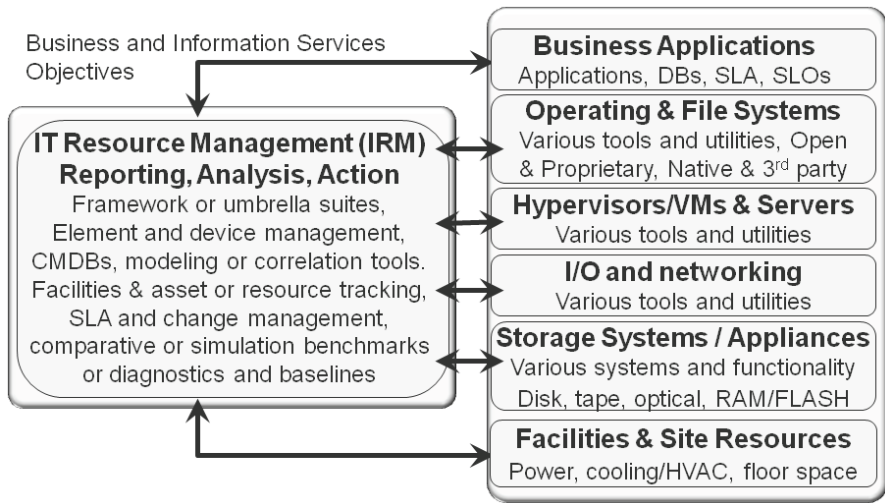 Business and Information Services
Objectives
IT Resource Management (IRM)
Reporting, Analysis, Action
Framework or umbrella suites,
Element and device management,
CMDBs, modeling or correlation tools.
Facilities & asset or resource tracking,
SLA and change management,
comparative or simulation benchmarks
or diagnostics and baselines
Business Applications
Applications, DBs, SLA, SLOs
Operating & File Systems
Various tools and utilities, Open
& Proprietary, Native & 3rd party
Hypervisors/VMs & Servers
Various tools and utilities
I/O and networking
Various tools and utilities
Storage Systems / Appliances
Various systems and functionality
Disk, tape, optical, RAM/FLASH
Facilities & Site Resources
Power, cooling/HVAC, floor space